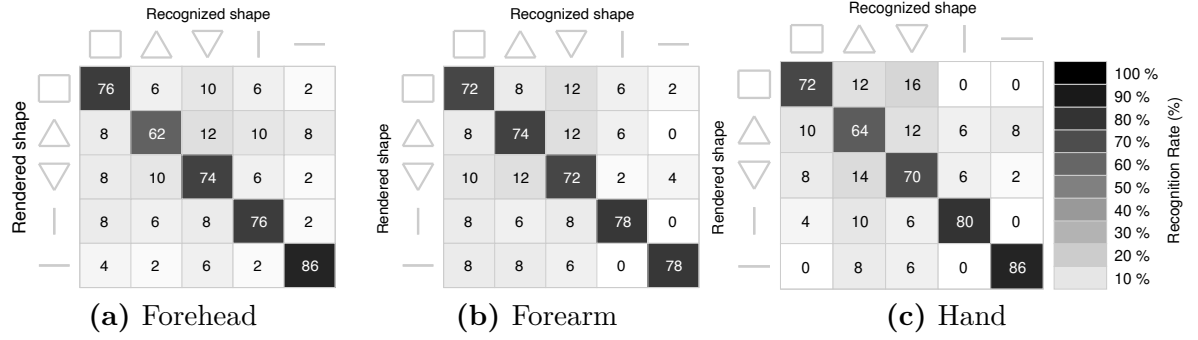 Recognized shape
Rendered shape
76 6 10 6 2
8 62 12 10 8
8 10 74 6 2
8 6 8 76 2
4 2 6 2 86
(a) Forehead
Recognized shape
Rendered shape
72 8 12 6 2
8 74 12 6 0
10 12 72 2 4
8 6 8 78 0
8 8 6 0 78
(b) Forearm
Recognized shape
Rendered shape
72 12 16 0 0
10 64 12 6 8
8 14 70 6 2
4 10 6 80 0
0 8 6 0 86
(c) Hand
100 %
90 %
80 %
70 %
60 %
50 %
40 %
30 %
20 %
10 %
Recognition Rate (%)